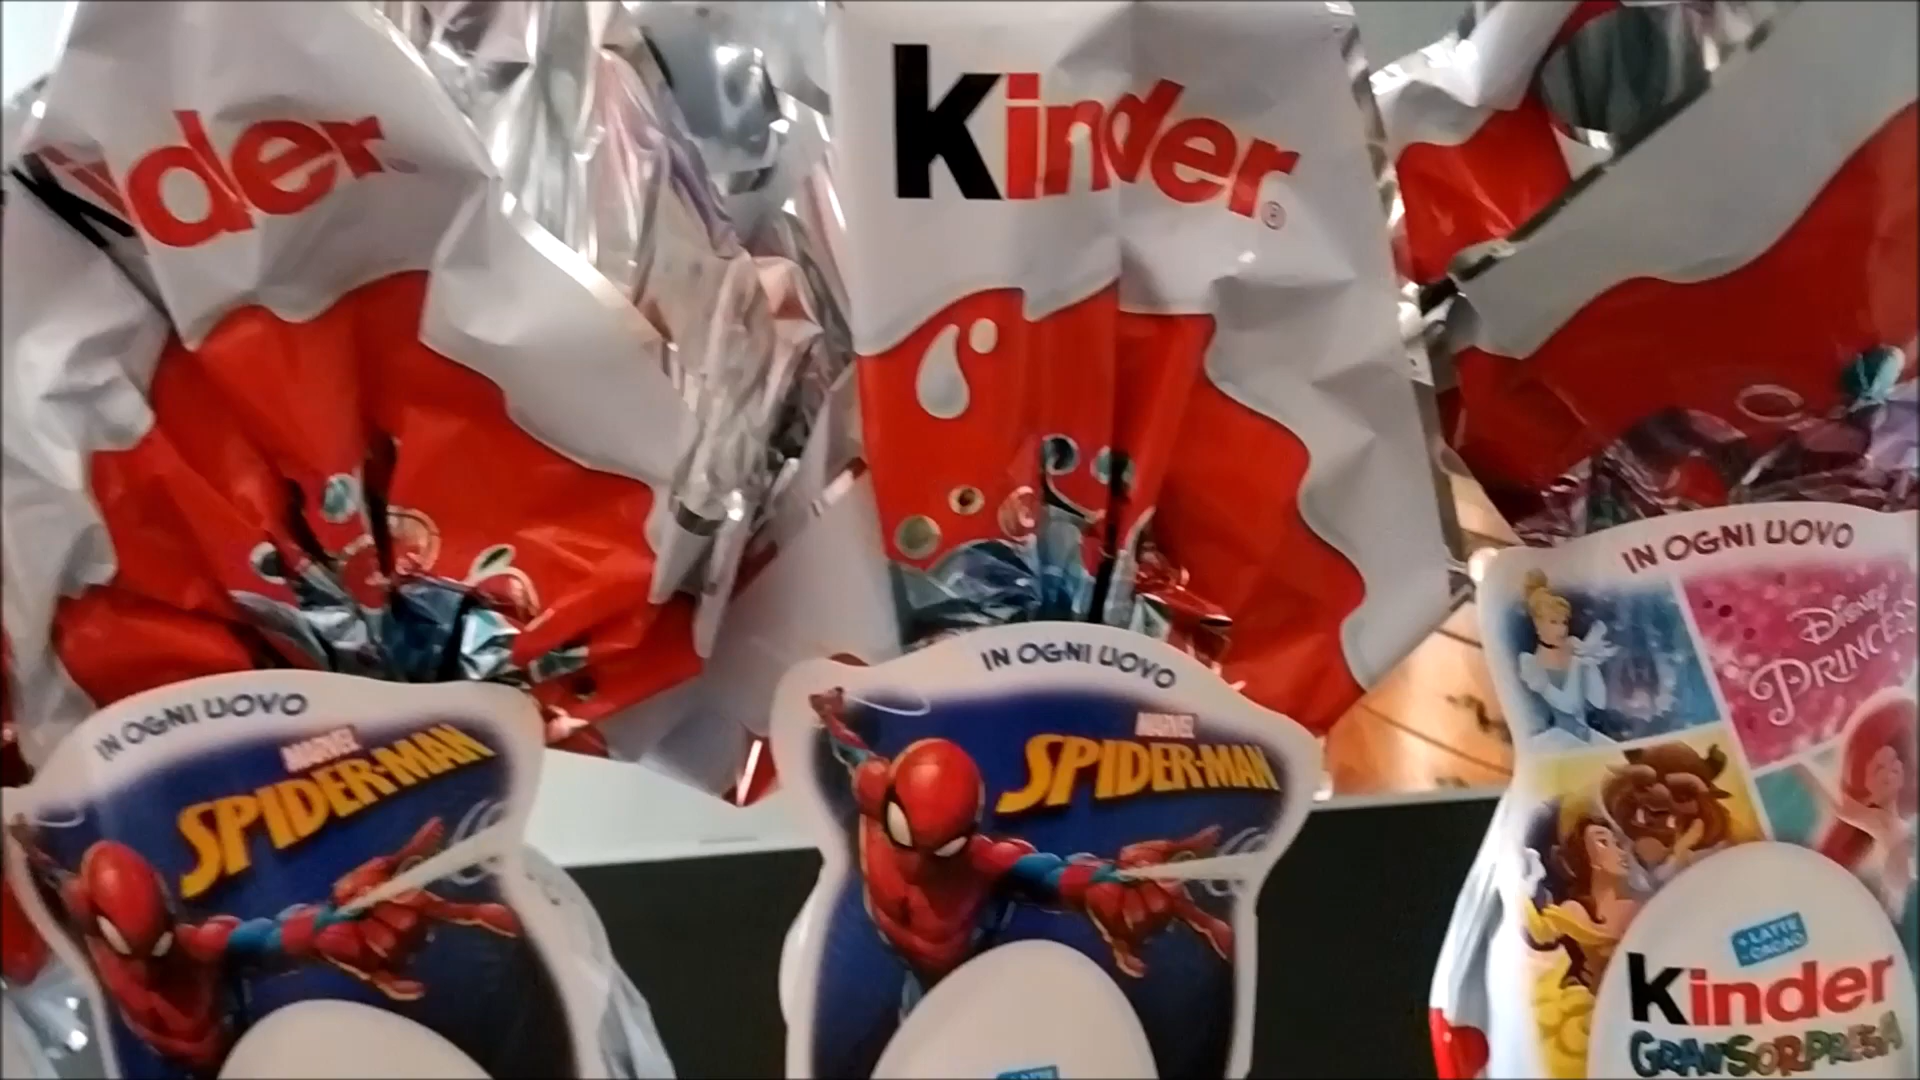 kinder
kinder
IN OGNI UOVO
MARVEL
SPIDER-MAN
IN OGNI UOVO
MARVEL
SPIDER-MAN
IN OGNI UOVO
Disney
PRINCESS
+LATTE
-CACAO
kinder
GRANSORPRESA